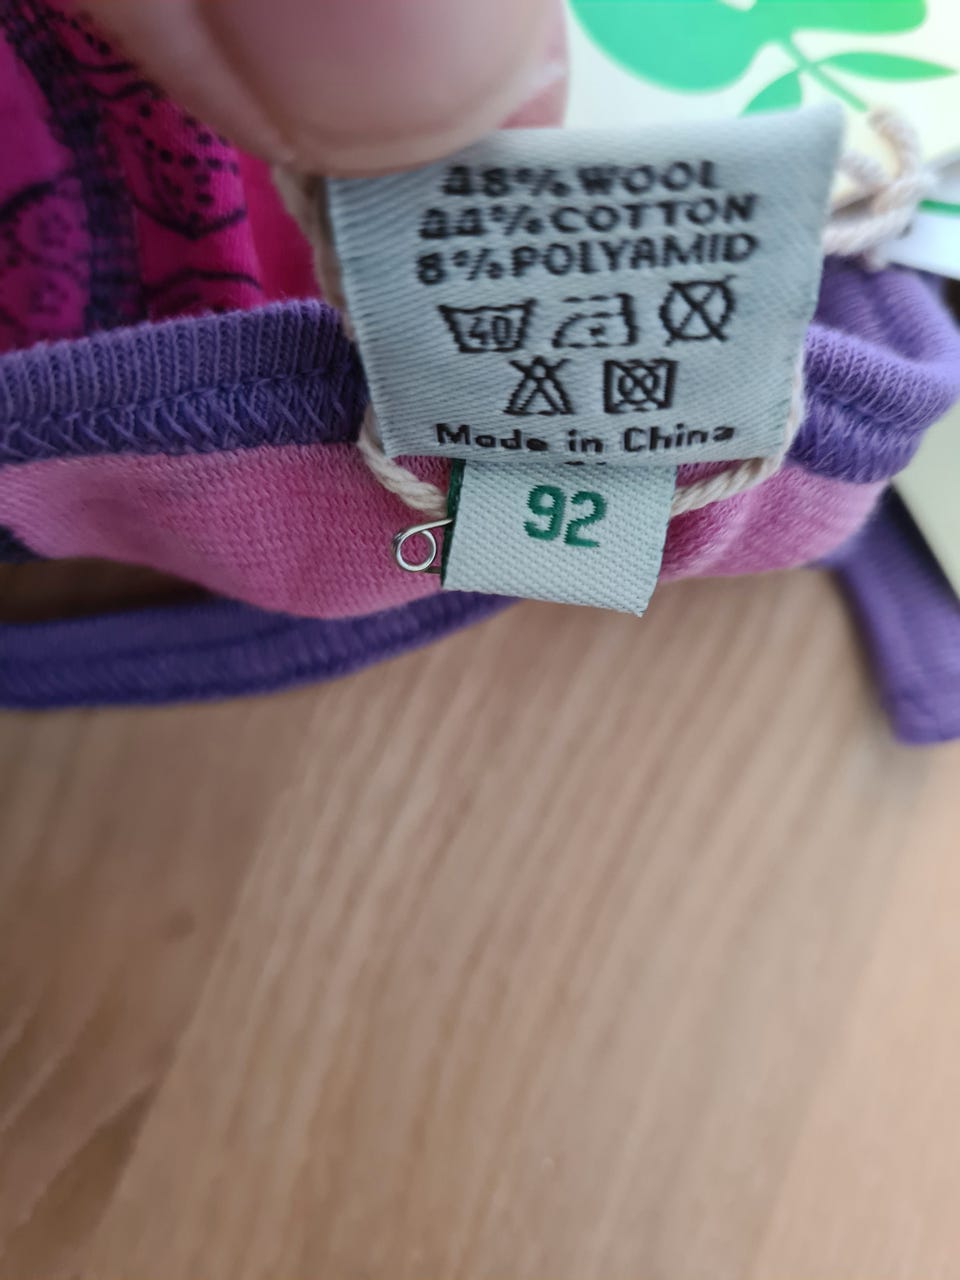 48% WOOL
44% COTTON
8% POLYAMID
40
Made in China
92